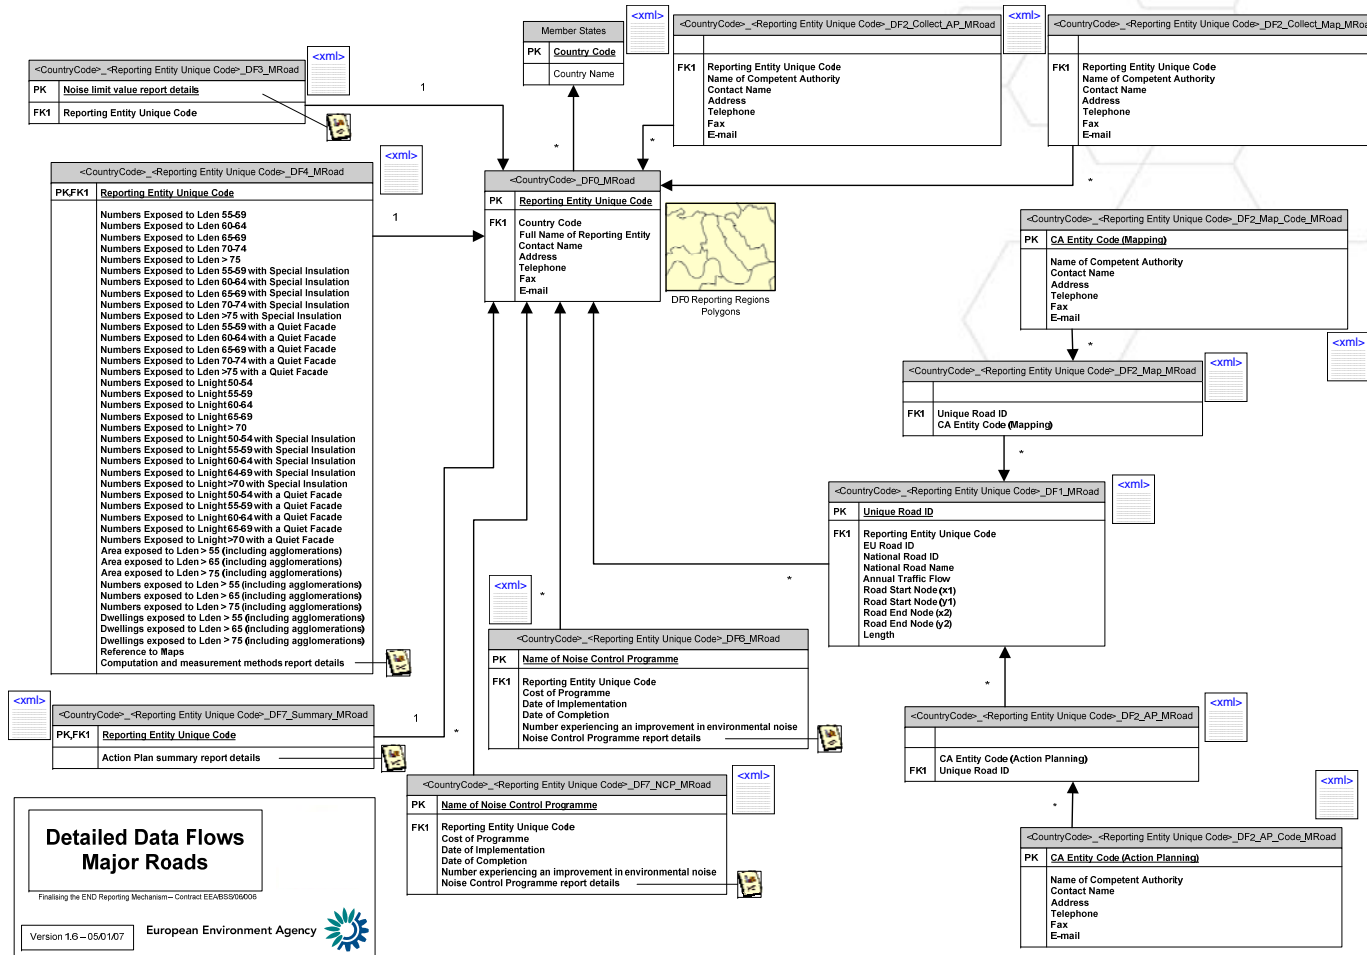 Member States
PK Country Code
Country Name
<xml>
<CountryCode>_<Reporting Entity Unique Code>_DF2_Collect_AP_MRoad
FK1 Reporting Entity Unique Code
Name of Competent Authority
Contact Name
Address
Telephone
Fax
E-mail
*
<xml>
<CountryCode>_<Reporting Entity Unique Code>_DF2_Collect_Map_MRoa
FK1 Reporting Entity Unique Code
Name of Competent Authority
Contact Name
Address
Telephone
Fax
E-mail
*
<CountryCode>_<Reporting Entity Unique Code>_DF3_MRoad
PK Noise limit value report details
FK1 Reporting Entity Unique Code
<xml>
1
*
<CountryCode>_<Reporting Entity Unique Code>_DF4_MRoad
PK,FK1 Reporting Entity Unique Code
Numbers Exposed to Lden 55-59
Numbers Exposed to Lden 60-64
Numbers Exposed to Lden 65-69
Numbers Exposed to Lden 70-74
Numbers Exposed to Lden > 75
Numbers Exposed to Lden 55-59 with Special Insulation
Numbers Exposed to Lden 60-64 with Special Insulation
Numbers Exposed to Lden 65-69 with Special Insulation
Numbers Exposed to Lden 70-74 with Special Insulation
Numbers Exposed to Lden >75 with Special Insulation
Numbers Exposed to Lden 55-59 with a Quiet Facade
Numbers Exposed to Lden 60-64 with a Quiet Facade
Numbers Exposed to Lden 65-69 with a Quiet Facade
Numbers Exposed to Lden 70-74 with a Quiet Facade
Numbers Exposed to Lden >75 with a Quiet Facade
Numbers Exposed to Lnight 50-54
Numbers Exposed to Lnight 55-59
Numbers Exposed to Lnight 60-64
Numbers Exposed to Lnight 65-69
Numbers Exposed to Lnight > 70
Numbers Exposed to Lnight 50-54 with Special Insulation
Numbers Exposed to Lnight 55-59 with Special Insulation
Numbers Exposed to Lnight 60-64 with Special Insulation
Numbers Exposed to Lnight 64-69 with Special Insulation
Numbers Exposed to Lnight >70 with Special Insulation
Numbers Exposed to Lnight 50-54 with a Quiet Facade
Numbers Exposed to Lnight 55-59 with a Quiet Facade
Numbers Exposed to Lnight 60-64 with a Quiet Facade
Numbers Exposed to Lnight 65-69 with a Quiet Facade
Numbers Exposed to Lnight >70 with a Quiet Facade
Area exposed to Lden > 55 (including agglomerations)
Area exposed to Lden > 65 (including agglomerations)
Area exposed to Lden > 75 (including agglomerations)
Numbers exposed to Lden > 55 (including agglomerations)
Numbers exposed to Lden > 65 (including agglomerations)
Numbers exposed to Lden > 75 (including agglomerations)
Dwellings exposed to Lden > 55 (including agglomerations)
Dwellings exposed to Lden > 65 (including agglomerations)
Dwellings exposed to Lden > 75 (including agglomerations)
Reference to Maps
Computation and measurement methods report details
<xml>
1
<CountryCode>_DF0_MRoad
PK Reporting Entity Unique Code
FK1 Country Code
Full Name of Reporting Entity
Contact Name
Address
Telephone
Fax
E-mail
DF0 Reporting Regions
Polygons
<CountryCode>_<Reporting Entity Unique Code>_DF2_Map_Code_MRoad
PK CA Entity Code (Mapping)
Name of Competent Authority
Contact Name
Address
Telephone
Fax
E-mail
<xml>
*
<CountryCode>_<Reporting Entity Unique Code>_DF2_Map_MRoad
FK1 Unique Road ID
CA Entity Code (Mapping)
<xml>
*
<CountryCode>_<Reporting Entity Unique Code>_DF1_MRoad
PK Unique Road ID
FK1 Reporting Entity Unique Code
EU Road ID
National Road ID
National Road Name
Annual Traffic Flow
Road Start Node (x1)
Road Start Node (y1)
Road End Node (x2)
Road End Node (y2)
Length
<xml>
*
<xml>
*
<CountryCode>_<Reporting Entity Unique Code>_DF6_MRoad
PK Name of Noise Control Programme
FK1 Reporting Entity Unique Code
Cost of Programme
Date of Implementation
Date of Completion
Number experiencing an improvement in environmental noise
Noise Control Programme report details
*
<CountryCode>_<Reporting Entity Unique Code>_DF2_AP_MRoad
CA Entity Code (Action Planning)
FK1 Unique Road ID
<xml>
<xml>
<CountryCode>_<Reporting Entity Unique Code>_DF7_Summary_MRoad
PK,FK1 Reporting Entity Unique Code
Action Plan summary report details
1
*
<CountryCode>_<Reporting Entity Unique Code>_DF7_NCP_MRoad
PK Name of Noise Control Programme
FK1 Reporting Entity Unique Code
Cost of Programme
Date of Implementation
Date of Completion
Number experiencing an improvement in environmental noise
Noise Control Programme report details
<xml>
*
<xml>
<CountryCode>_<Reporting Entity Unique Code>_DF2_AP_Code_MRoad
PK CA Entity Code (Action Planning)
Name of Competent Authority
Contact Name
Address
Telephone
Fax
E-mail
Detailed Data Flows
Major Roads
Finalising the END Reporting Mechanism – Contract EEA/BSS/06/006
Version 1.6 – 05/01/07
European Environment Agency